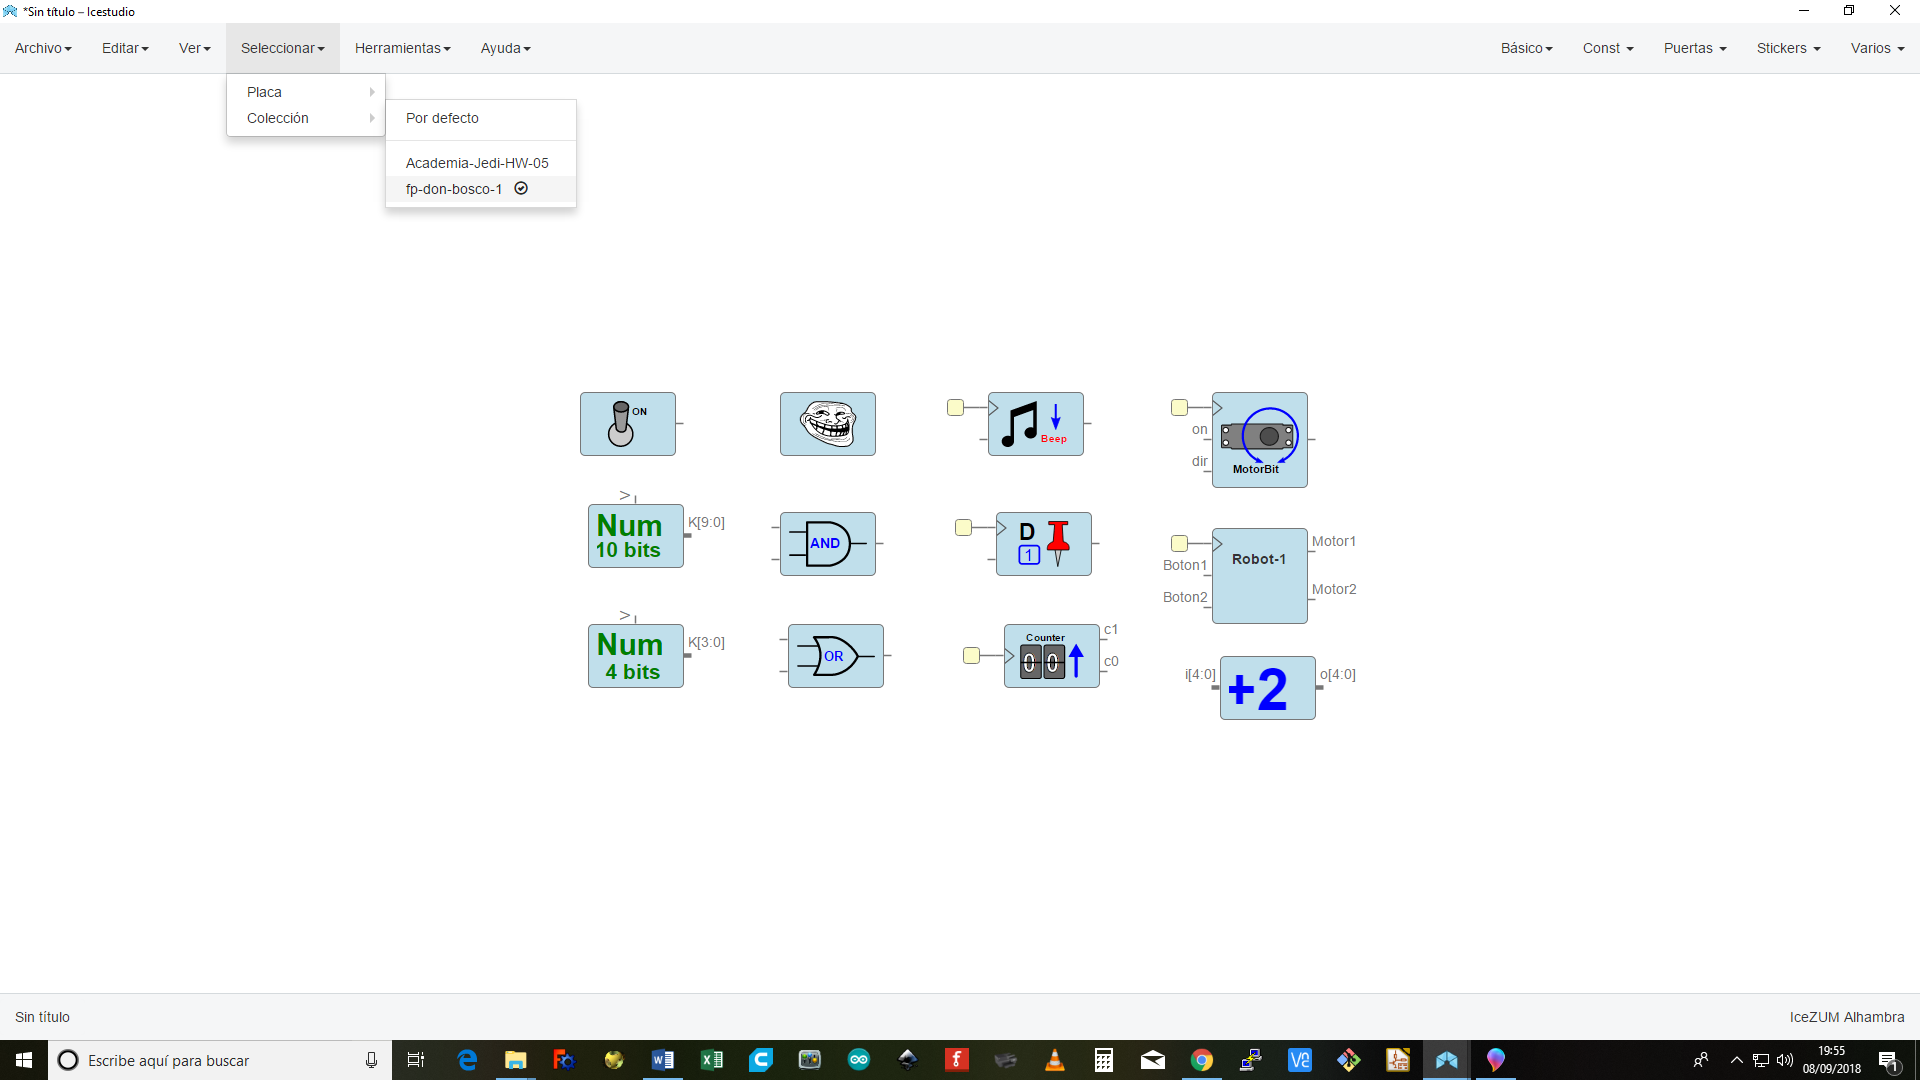 *Sin título – Icestudio
Archivo Editar Ver Seleccionar Herramientas Ayuda Básico Const Puertas Stickers Varios
Placa
Colección
Por defecto
Academia-Jedi-HW-05
fp-don-bosco-1
ON
Beep
on
dir
MotorBit
Num
10 bits
K[9:0]
AND
D
1
Robot-1
Boton1
Boton2
Motor1
Motor2
Num
4 bits
K[3:0]
OR
Counter
00
c1
c0
i[4:0]
+2
o[4:0]
Sin título
IceZUM Alhambra
Escribe aquí para buscar
19:55
08/09/2018
1